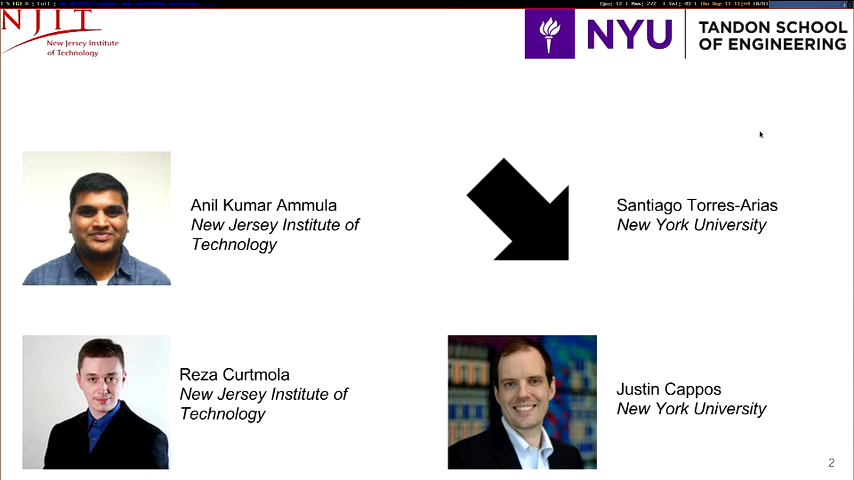 NJIT
New Jersey Institute
of Technology
NYU
TANDON SCHOOL
OF ENGINEERING
Anil Kumar Ammula
New Jersey Institute of
Technology
Santiago Torres-Arias
New York University
Reza Curtmola
New Jersey Institute of
Technology
Justin Cappos
New York University
2